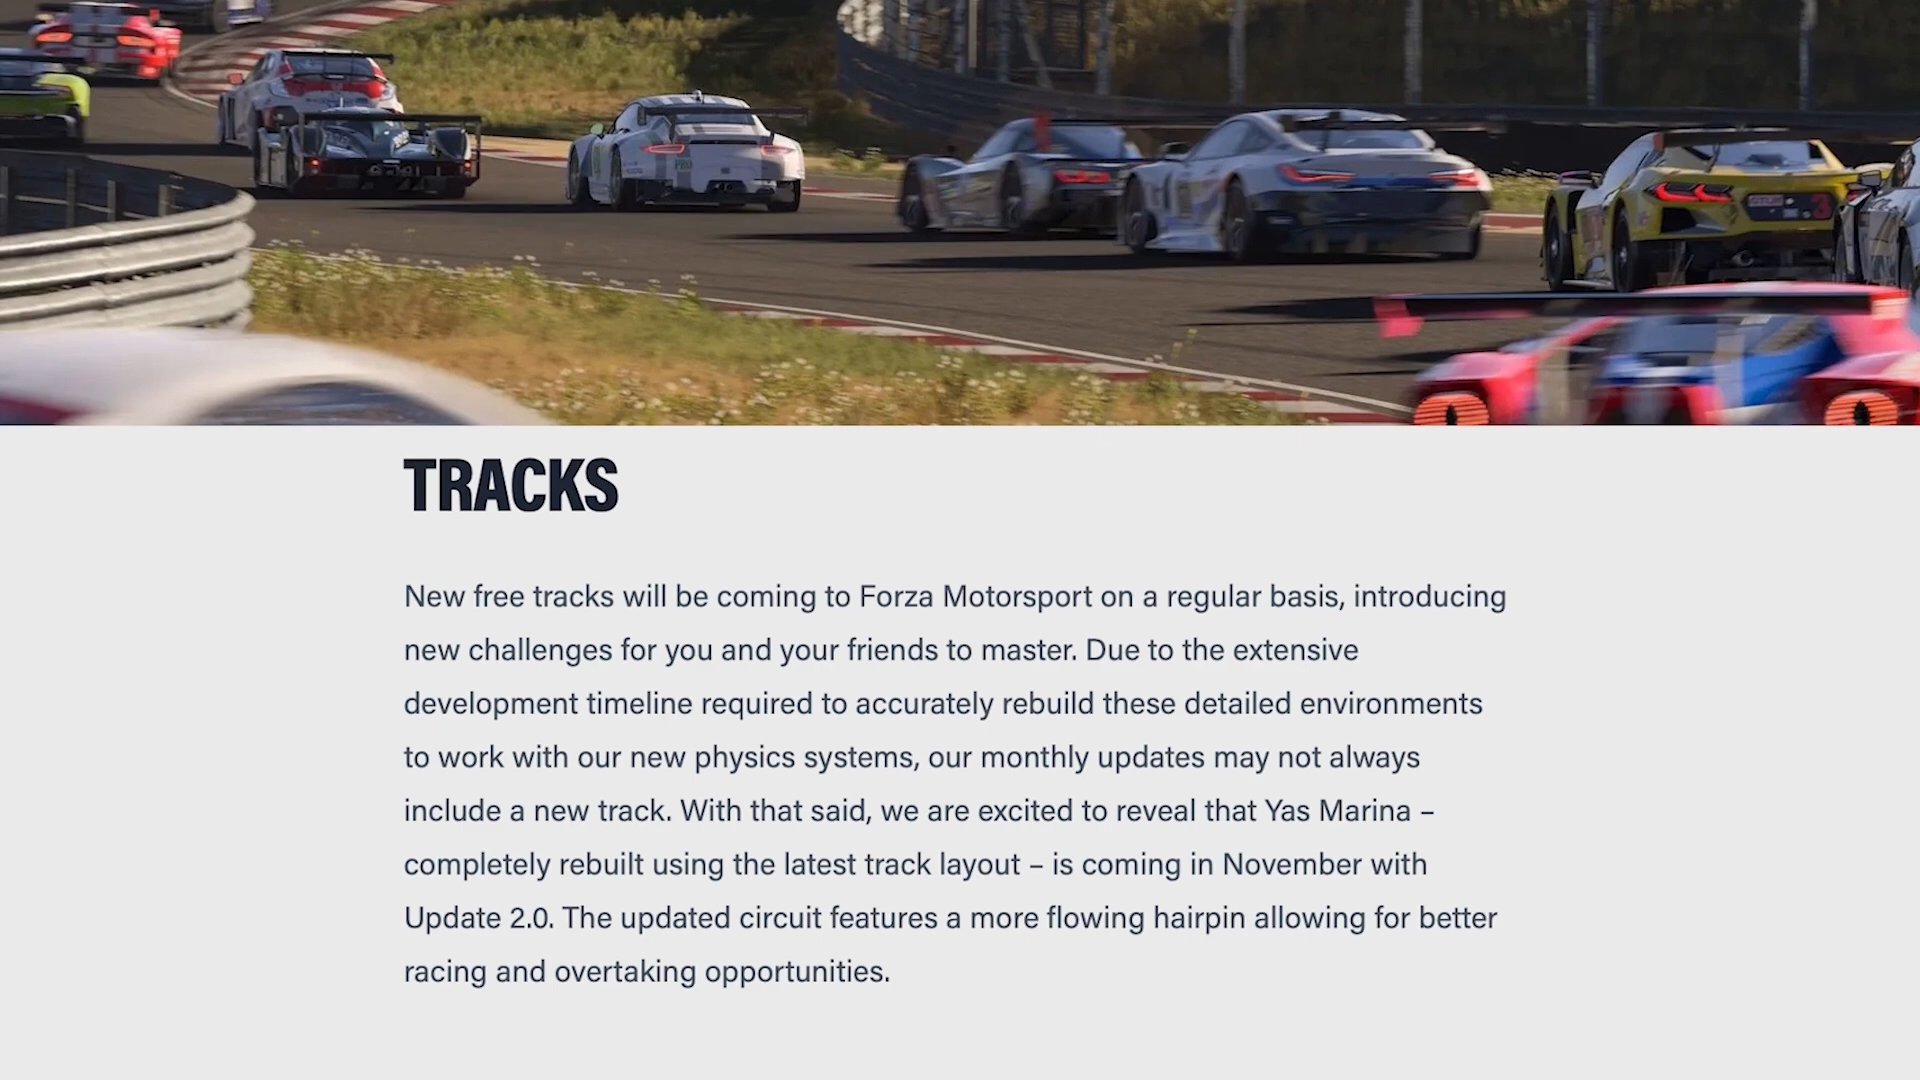 PRO
3
TRACKS
New free tracks will be coming to Forza Motorsport on a regular basis, introducing
new challenges for you and your friends to master. Due to the extensive
development timeline required to accurately rebuild these detailed environments
to work with our new physics systems, our monthly updates may not always
include a new track. With that said, we are excited to reveal that Yas Marina –
completely rebuilt using the latest track layout – is coming in November with
Update 2.0. The updated circuit features a more flowing hairpin allowing for better
racing and overtaking opportunities.